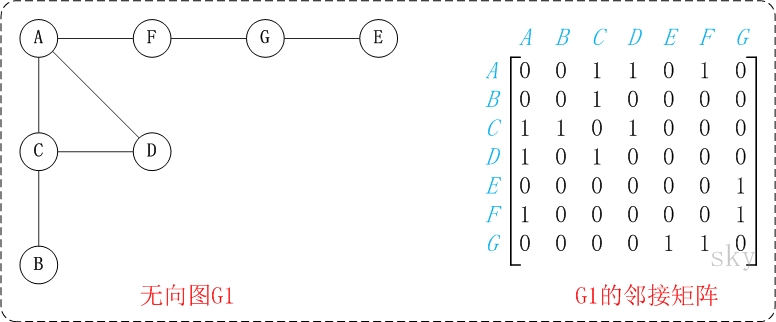 A F G E
C D
B
无向图G1
A B C D E F G
A 0 0 1 1 0 1 0
B 0 0 1 0 0 0 0
C 1 1 0 1 0 0 0
D 1 0 1 0 0 0 0
E 0 0 0 0 0 0 1
F 1 0 0 0 0 0 1
G 0 0 0 0 1 1 0
sky
G1的邻接矩阵